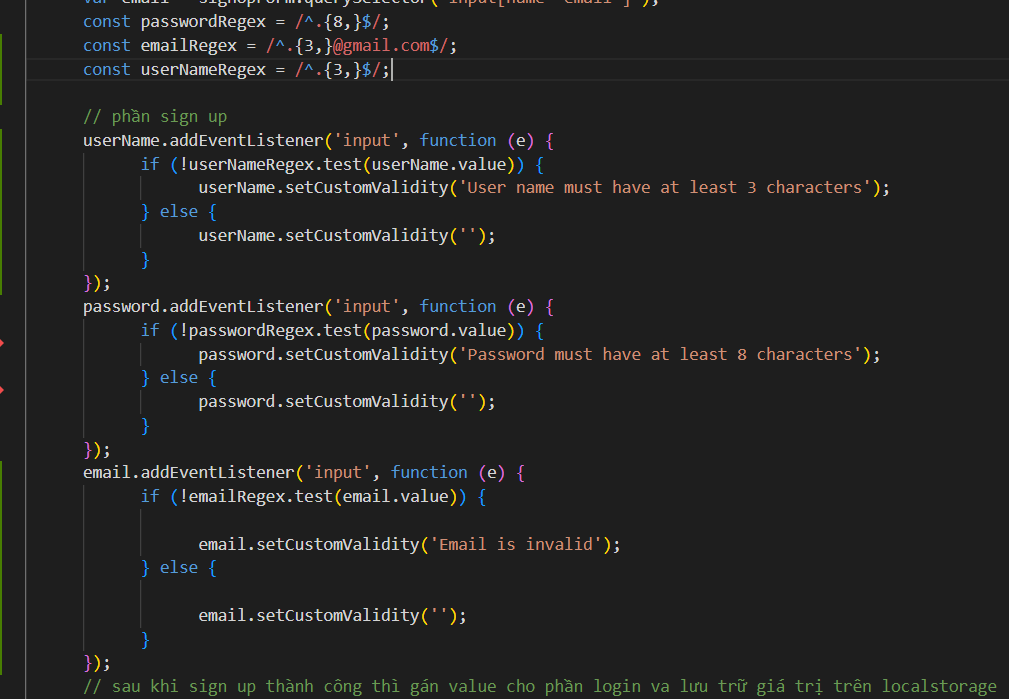 const passwordRegex = /^.{8,}$/;
const emailRegex = /^.{3,}@gmail.com$/;
const userNameRegex = /^.{3,}$/;
// phần sign up
userName.addEventListener('input', function (e) {
if (!userNameRegex.test(userName.value)) {
userName.setCustomValidity('User name must have at least 3 characters');
} else {
userName.setCustomValidity('');
}
});
password.addEventListener('input', function (e) {
if (!passwordRegex.test(password.value)) {
password.setCustomValidity('Password must have at least 8 characters');
} else {
password.setCustomValidity('');
}
});
email.addEventListener('input', function (e) {
if (!emailRegex.test(email.value)) {
email.setCustomValidity('Email is invalid');
} else {
email.setCustomValidity('');
}
});
// sau khi sign up thành công thì gán value cho phần login va lưu trữ giá trị trên localstorage